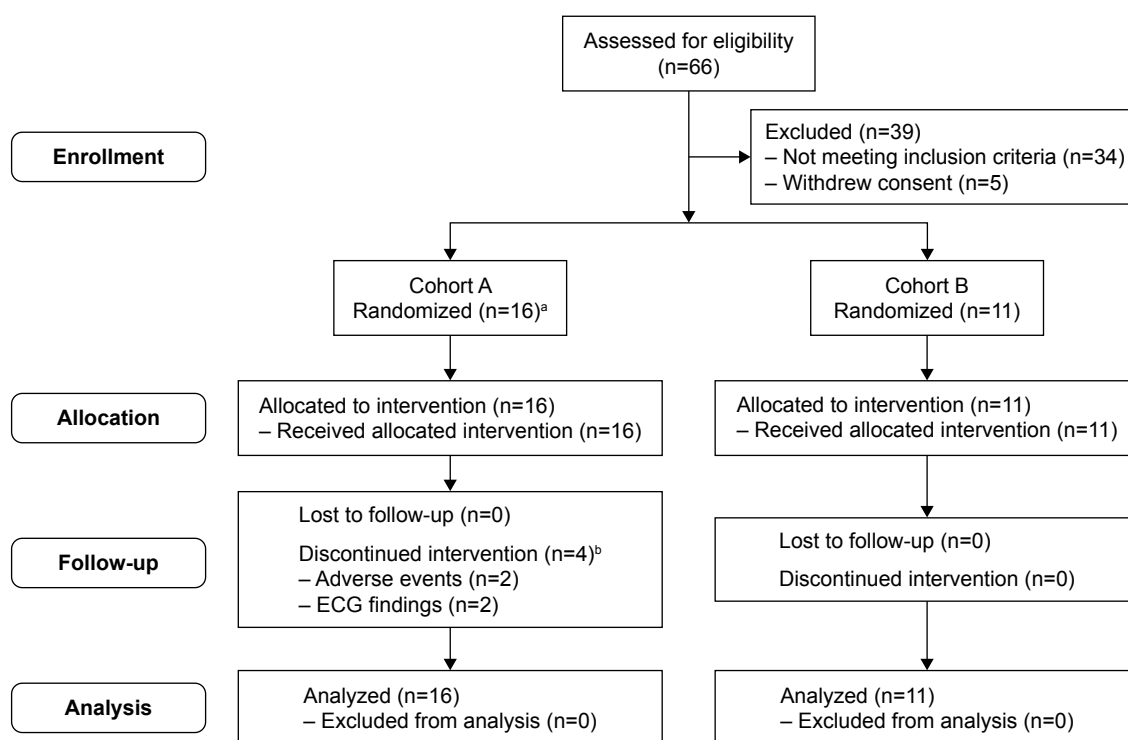 Assessed for eligibility
(n=66)
Enrollment
Excluded (n=39)
– Not meeting inclusion criteria (n=34)
– Withdrew consent (n=5)
Cohort A
Randomized (n=16)ᵃ
Cohort B
Randomized (n=11)
Allocation
Allocated to intervention (n=16)
– Received allocated intervention (n=16)
Allocated to intervention (n=11)
– Received allocated intervention (n=11)
Follow-up
Lost to follow-up (n=0)
Discontinued intervention (n=4)ᵇ
– Adverse events (n=2)
– ECG findings (n=2)
Lost to follow-up (n=0)
Discontinued intervention (n=0)
Analysis
Analyzed (n=16)
– Excluded from analysis (n=0)
Analyzed (n=11)
– Excluded from analysis (n=0)